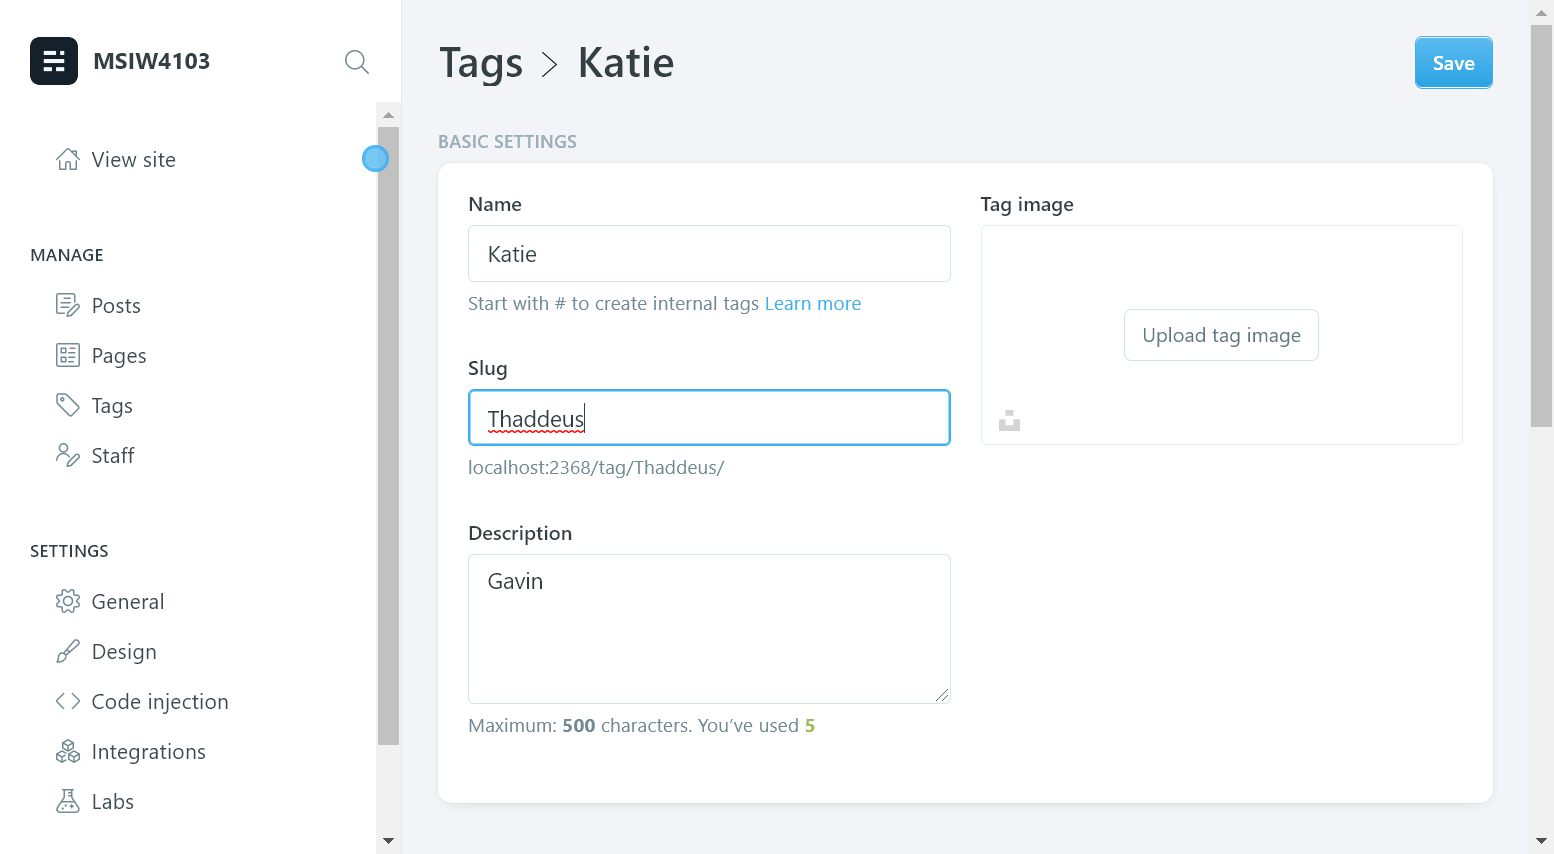 MSIW4103
View site
MANAGE
Posts
Pages
Tags
Staff
SETTINGS
General
Design
Code injection
Integrations
Labs
Tags > Katie
Save
BASIC SETTINGS
Name
Katie
Start with # to create internal tags Learn more
Slug
Thaddeus
localhost:2368/tag/Thaddeus/
Description
Gavin
Maximum: 500 characters. You’ve used 5
Tag image
Upload tag image